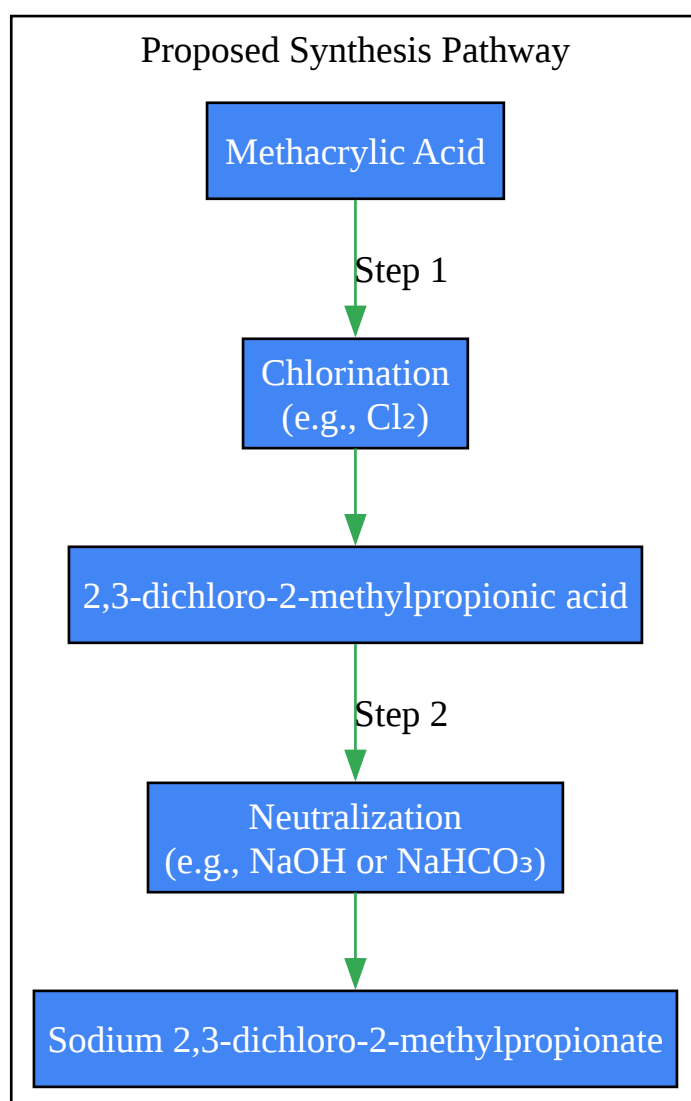 Proposed Synthesis Pathway
Methacrylic Acid
Step 1
Chlorination
(e.g., Cl₂)
2,3-dichloro-2-methylpropionic acid
Step 2
Neutralization
(e.g., NaOH or NaHCO₃)
Sodium 2,3-dichloro-2-methylpropionate